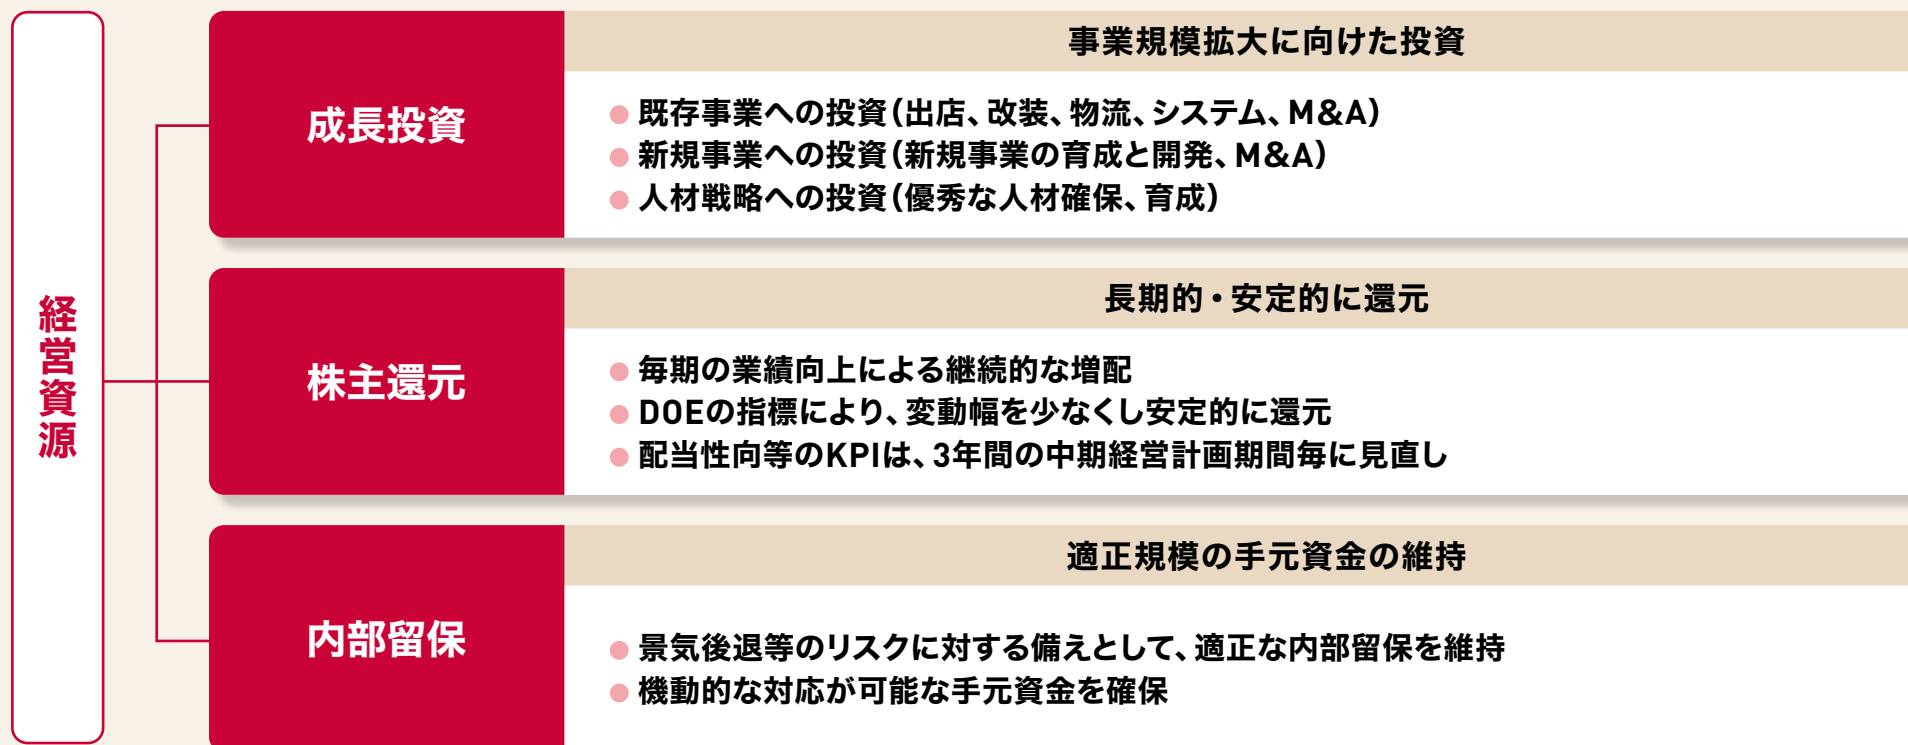 経営資源
成長投資
事業規模拡大に向けた投資
●既存事業への投資(出店、改装、物流、システム、M&A)
●新規事業への投資(新規事業の育成と開発、M&A)
●人材戦略への投資(優秀な人材確保、育成)
株主還元
長期的・安定的に還元
●毎期の業績向上による継続的な増配
●DOEの指標により、変動幅を少なくし安定的に還元
●配当性向等のKPIは、3年間の中期経営計画期間毎に見直し
内部留保
適正規模の手元資金の維持
●景気後退等のリスクに対する備えとして、適正な内部留保を維持
●機動的な対応が可能な手元資金を確保